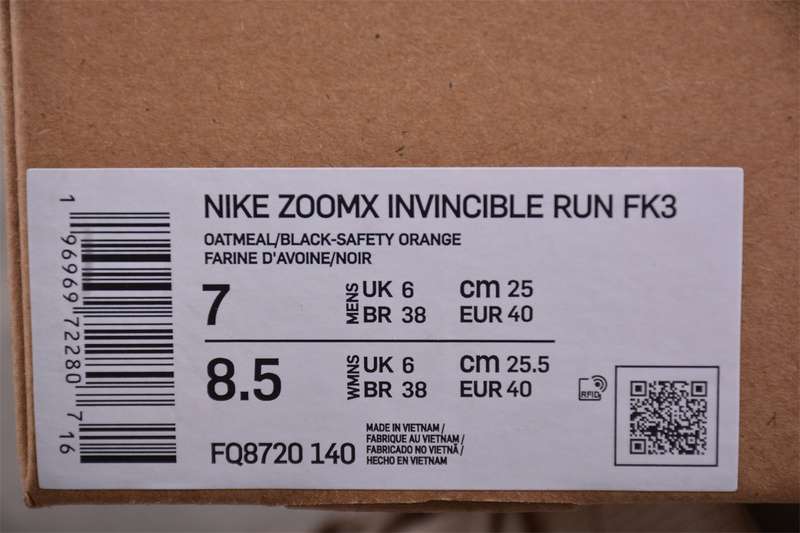 NIKE ZOOMX INVINCIBLE RUN FK3
OATMEAL/BLACK-SAFETY ORANGE
FARINE D'AVOINE/NOIR
7 MENS UK 6 cm 25
BR 38 EUR 40
8.5 WMNS UK 6 cm 25.5
BR 38 EUR 40
RFID
FQ8720 140
MADE IN VIETNAM /
FABRIQUE AU VIETNAM /
FABRICADO NO VIETNÃ /
HECHO EN VIETNAM
1 96969 72280 7 16